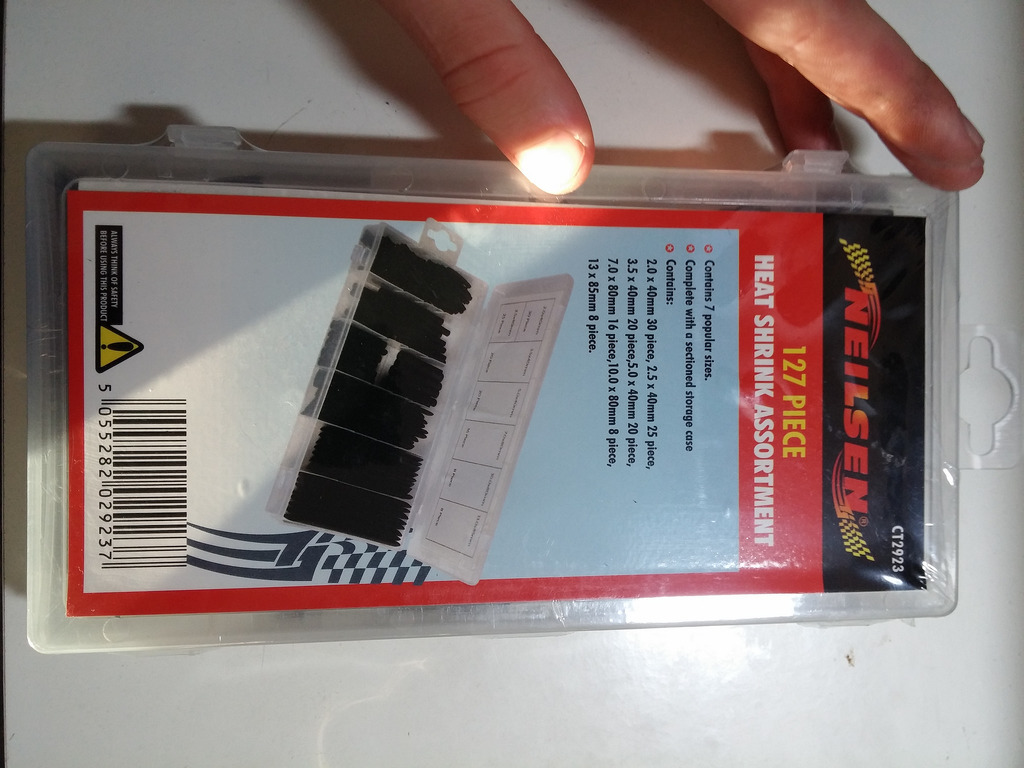 NEILSEN®
CT2923
127 PIECE
HEAT SHRINK ASSORTMENT
Contains 7 popular sizes.
Complete with a sectioned storage case
Contains:
2.0 x 40mm 30 piece, 2.5 x 40mm 25 piece,
3.5 x 40mm 20 piece,5.0 x 40mm 20 piece,
7.0 x 80mm 16 piece,10.0 x 80mm 8 piece,
13 x 85mm 8 piece.
ALWAYS THINK OF SAFETY
BEFORE USING THIS PRODUCT
5 055282 029237